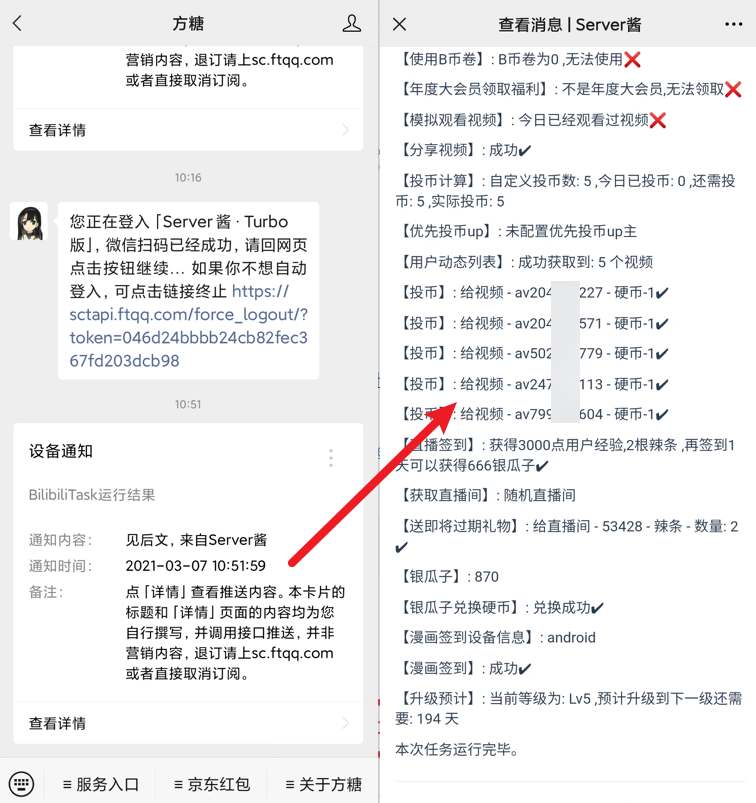 方糖
营销内容，退订请上sc.ftqq.com
或者直接取消订阅。
查看详情
10:16
您正在登入「Server 酱 · Turbo
版」，微信扫码已经成功，请回网页
点击按钮继续... 如果你不想自动
登入，可点击链接终止 https://
sctapi.ftqq.com/force_logout/?
token=046d24bbbb24cb82fec3
67fd203dcb98
10:51
设备通知
BilibiliTask运行结果
通知内容： 见后文，来自Server酱
通知时间： 2021-03-07 10:51:59
备注： 点「详情」查看推送内容。本卡片的
标题和「详情」页面的内容均为您
自行撰写，并调用接口推送，并非
营销内容，退订请上sc.ftqq.com
或者直接取消订阅。
查看详情
≡ 服务入口 ≡ 京东红包 ≡ 关于方糖
查看消息 | Server酱
【使用B币卷】: B币卷为0 ,无法使用❌
【年度大会员领取福利】: 不是年度大会员,无法领取❌
【模拟观看视频】: 今日已经观看过视频❌
【分享视频】: 成功✔
【投币计算】: 自定义投币数: 5 ,今日已投币: 0 ,还需投
币: 5 ,实际投币: 5
【优先投币up】: 未配置优先投币up主
【用户动态列表】: 成功获取到: 5 个视频
【投币】: 给视频 - av204 227 - 硬币-1✔
【投币】: 给视频 - av204 571 - 硬币-1✔
【投币】: 给视频 - av502 779 - 硬币-1✔
【投币】: 给视频 - av247 113 - 硬币-1✔
【投币】: 给视频 - av799 604 - 硬币-1✔
【直播签到】: 获得3000点用户经验,2根辣条 ,再签到1
天可以获得666银瓜子✔
【获取直播间】: 随机直播间
【送即将过期礼物】: 给直播间 - 53428 - 辣条 - 数量: 2
✔
【银瓜子】: 870
【银瓜子兑换硬币】: 兑换成功✔
【漫画签到设备信息】: android
【漫画签到】: 成功✔
【升级预计】: 当前等级为: Lv5 ,预计升级到下一级还需
要: 194 天
本次任务运行完毕。